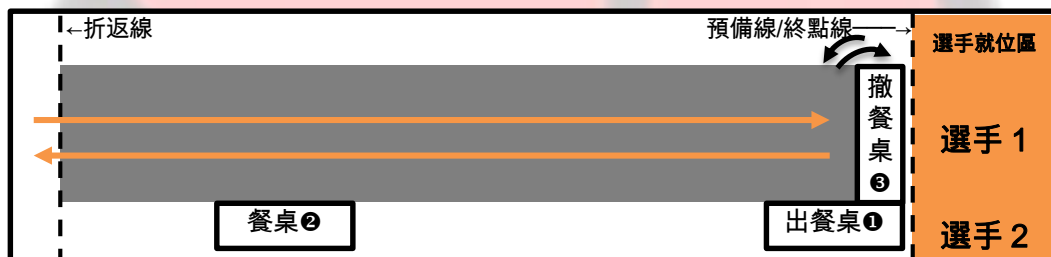 ←折返線
預備線/終點線——→
選手就位區
撤餐桌❸
選手 1
餐桌❷
出餐桌❶
選手 2